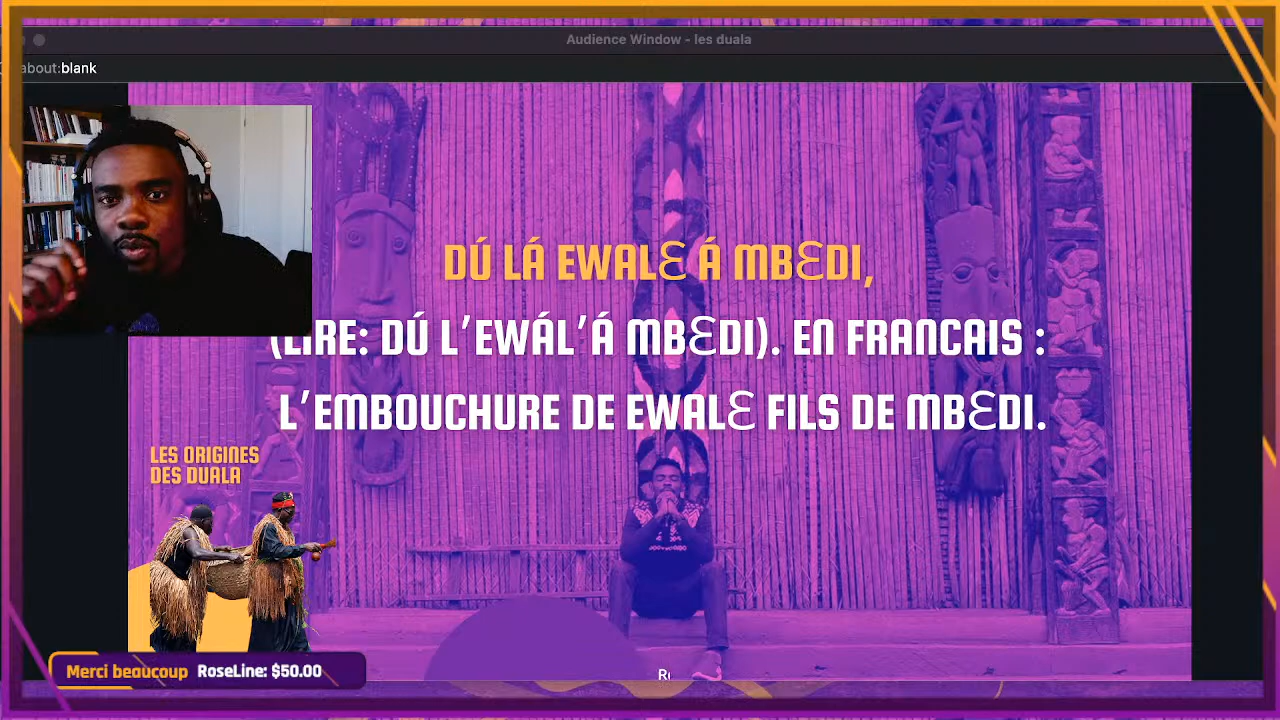 Audience Window - les duala
about:blank
DÚ LÁ EWALƐ Á MBƐDI,
(LIRE: DÚ L'EWÁL'Á MBƐDI). EN FRANCAIS :
L'EMBOUCHURE DE EWALƐ FILS DE MBƐDI.
LES ORIGINES
DES DUALA
Merci beaucoup RoseLine: $50.00